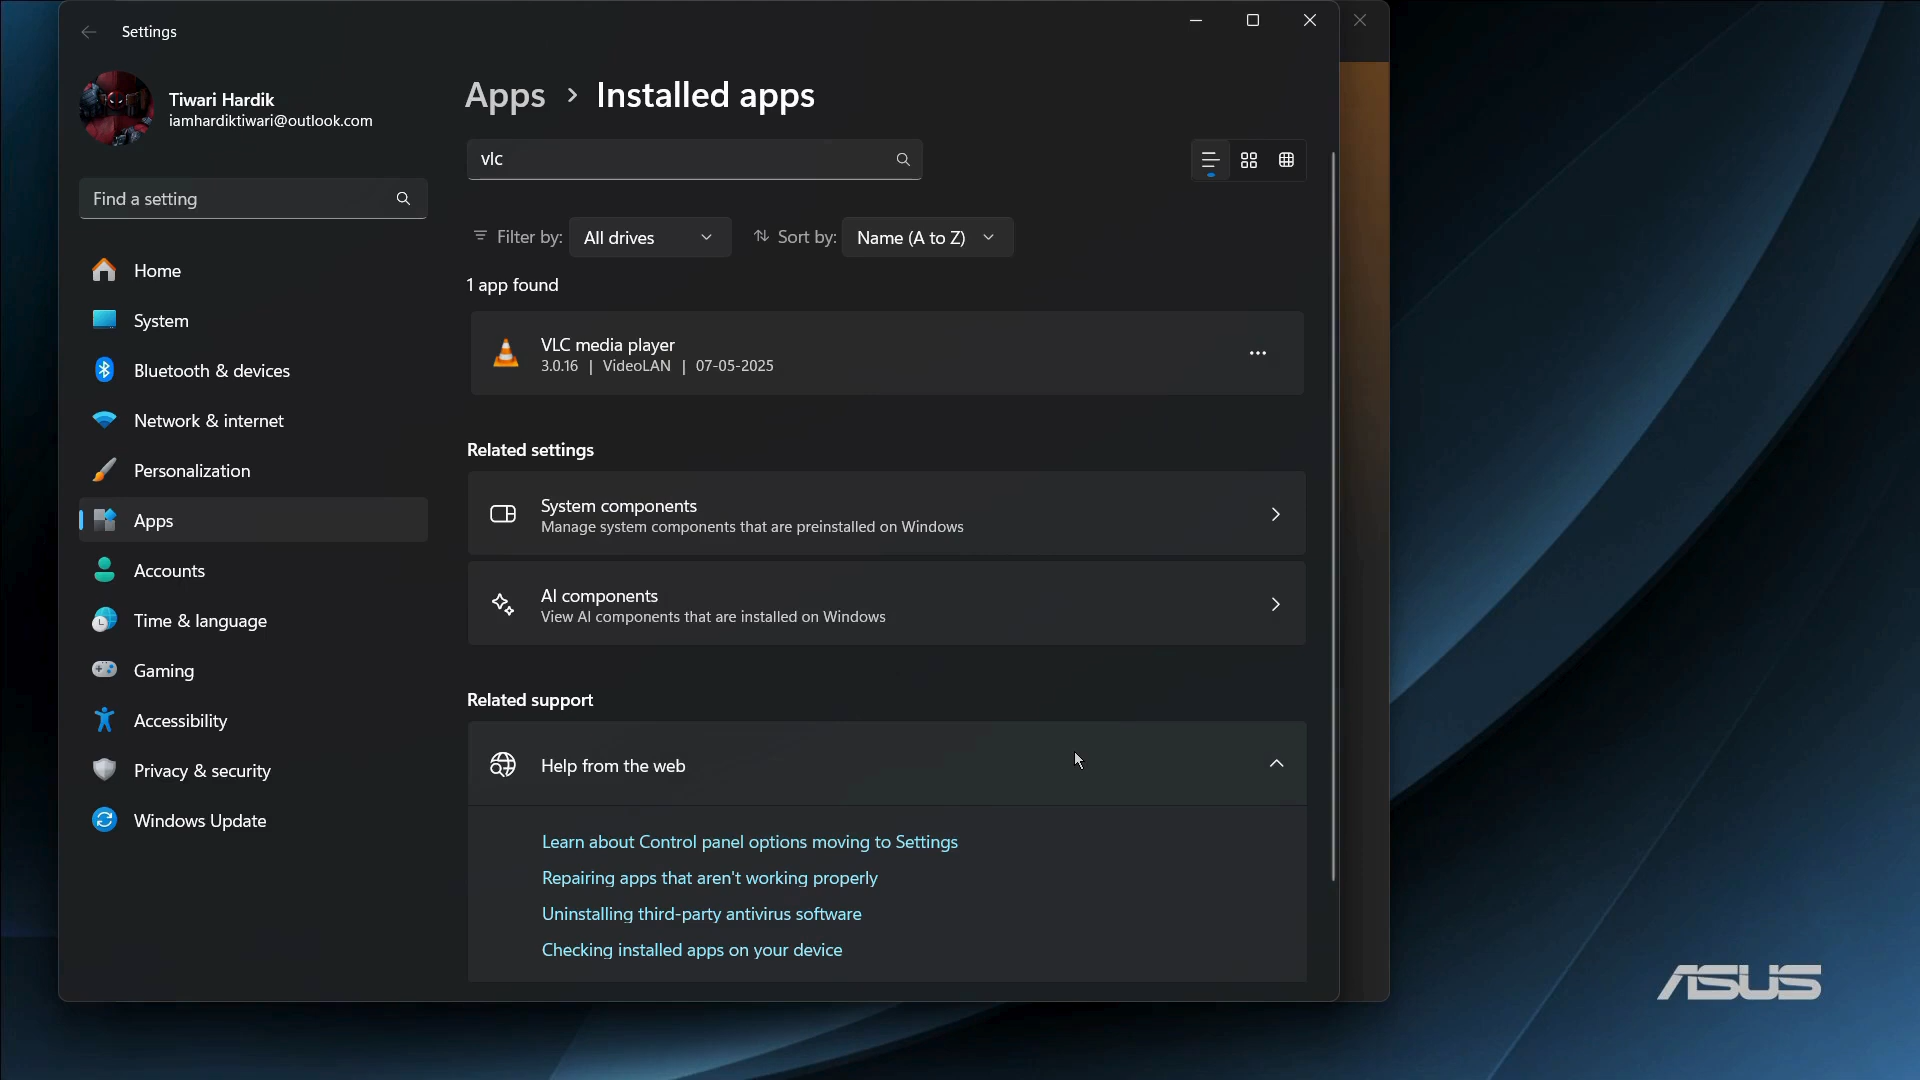 Settings
Tiwari Hardik
iamhardiktiwari@outlook.com
Find a setting
Home
System
Bluetooth & devices
Network & internet
Personalization
Apps
Accounts
Time & language
Gaming
Accessibility
Privacy & security
Windows Update
Apps > Installed apps
vlc
Filter by: All drives Sort by: Name (A to Z)
1 app found
VLC media player
3.0.16 | VideoLAN | 07-05-2025
Related settings
System components
Manage system components that are preinstalled on Windows
AI components
View AI components that are installed on Windows
Related support
Help from the web
Learn about Control panel options moving to Settings
Repairing apps that aren't working properly
Uninstalling third-party antivirus software
Checking installed apps on your device
ASUS